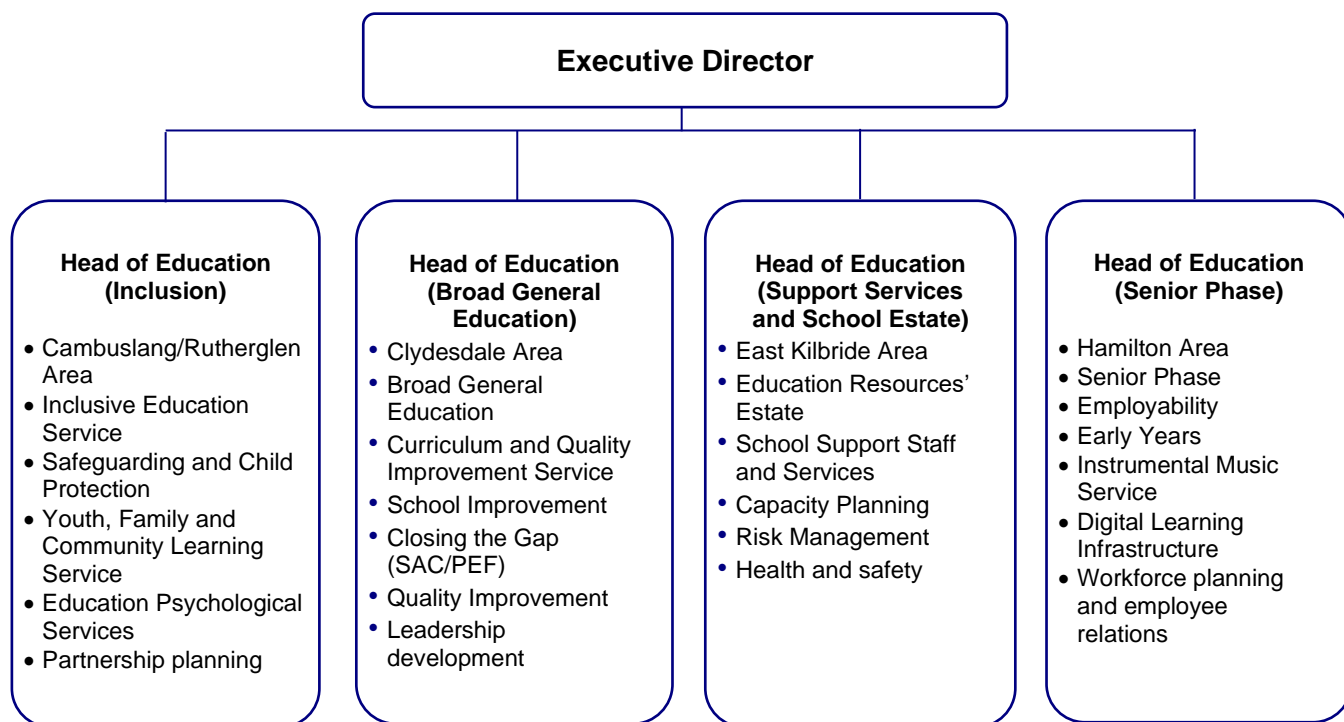 Executive Director
Head of Education
(Inclusion)
• Cambuslang/Rutherglen
Area
• Inclusive Education
Service
• Safeguarding and Child
Protection
• Youth, Family and
Community Learning
Service
• Education Psychological
Services
• Partnership planning
Head of Education
(Broad General
Education)
• Clydesdale Area
• Broad General
Education
• Curriculum and Quality
Improvement Service
• School Improvement
• Closing the Gap
(SAC/PEF)
• Quality Improvement
• Leadership
development
Head of Education
(Support Services
and School Estate)
• East Kilbride Area
• Education Resources’
Estate
• School Support Staff
and Services
• Capacity Planning
• Risk Management
• Health and safety
Head of Education
(Senior Phase)
• Hamilton Area
• Senior Phase
• Employability
• Early Years
• Instrumental Music
Service
• Digital Learning
Infrastructure
• Workforce planning
and employee
relations